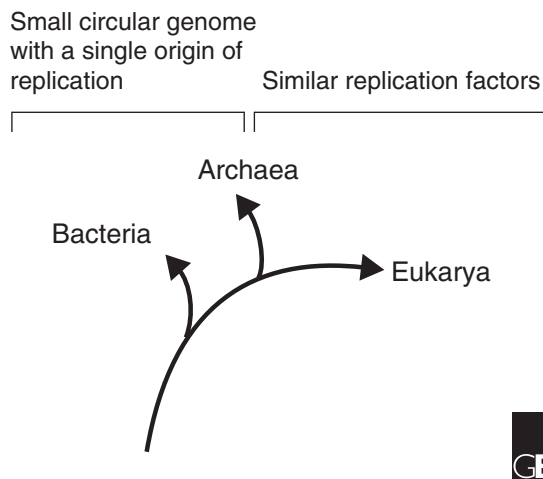 Small circular genome
with a single origin of
replication
Similar replication factors
Archaea
Bacteria
Eukarya